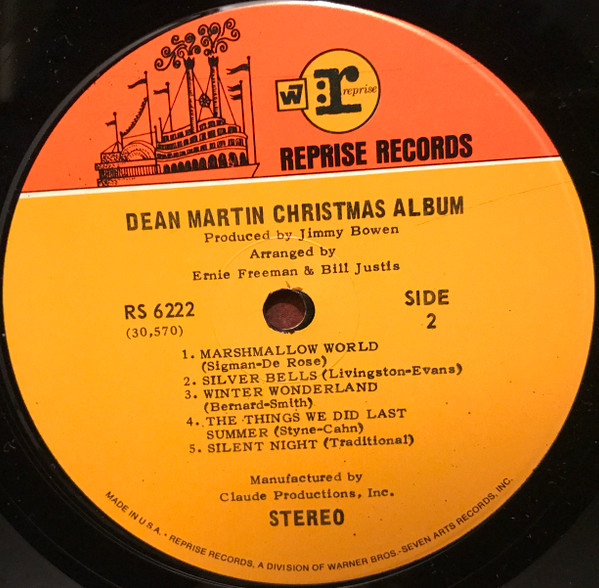 W
r
reprise
REPRISE RECORDS
DEAN MARTIN CHRISTMAS ALBUM
Produced by Jimmy Bowen
Arranged by
Ernie Freeman & Bill Justis
RS 6222
(30,570)
SIDE
2
1. MARSHMALLOW WORLD
(Sigman-De Rose)
2. SILVER BELLS (Livingston-Evans)
3. WINTER WONDERLAND
(Bernard-Smith)
4. THE THINGS WE DID LAST
SUMMER (Styne-Cahn)
5. SILENT NIGHT (Traditional)
Manufactured by
Claude Productions, Inc.
STEREO
MADE IN U.S.A. • REPRISE RECORDS, A DIVISION OF WARNER BROS.-SEVEN ARTS RECORDS, INC.